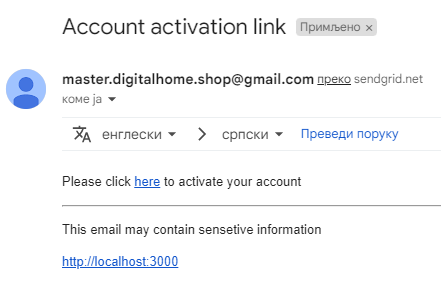 Account activation link Примљено ×
master.digitalhome.shop@gmail.com преко sendgrid.net
коме ја
енглески > српски Преведи поруку
Please click here to activate your account
This email may contain sensetive information
http://localhost:3000